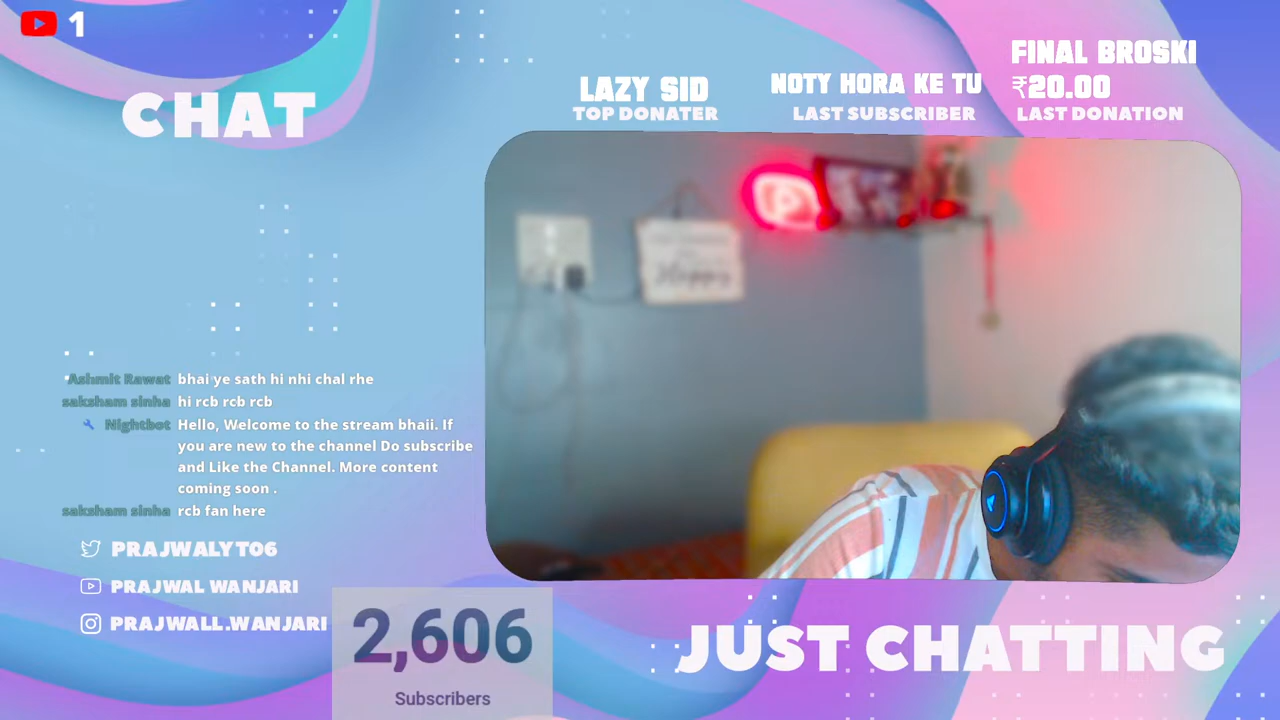 1
CHAT
LAZY SID
TOP DONATER
NOTY HORA KE TU
LAST SUBSCRIBER
FINAL BROSKI
₹20.00
LAST DONATION
Happy
Ashmit Rawat bhai ye sath hi nhi chal rhe
saksham sinha hi rcb rcb rcb
Nightbot Hello, Welcome to the stream bhaii. If
you are new to the channel Do subscribe
and Like the Channel. More content
coming soon .
saksham sinha rcb fan here
PRAJWALYT06
PRAJWAL WANJARI
PRAJWALL.WANJARI
2,606
Subscribers
JUST CHATTING